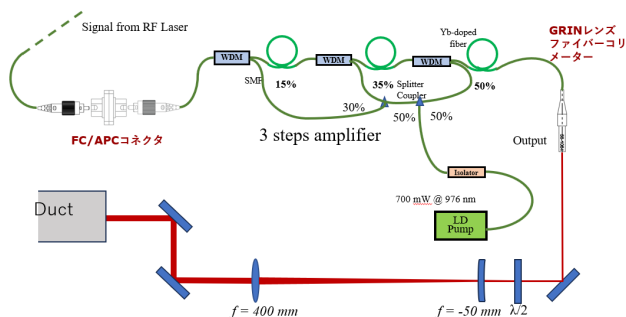 Signal from RF Laser
Yb-doped
fiber
GRINレンズ
ファイバーコリ
メーター
WDM
WDM
WDM
SMF
15%
35%
50%
Splitter
Coupler
30%
50%
50%
3 steps amplifier
FC/APCコネクタ
Output
Isolator
700 mW @ 976 nm
LD
Pump
Duct
f = 400 mm
f = -50 mm
λ/2